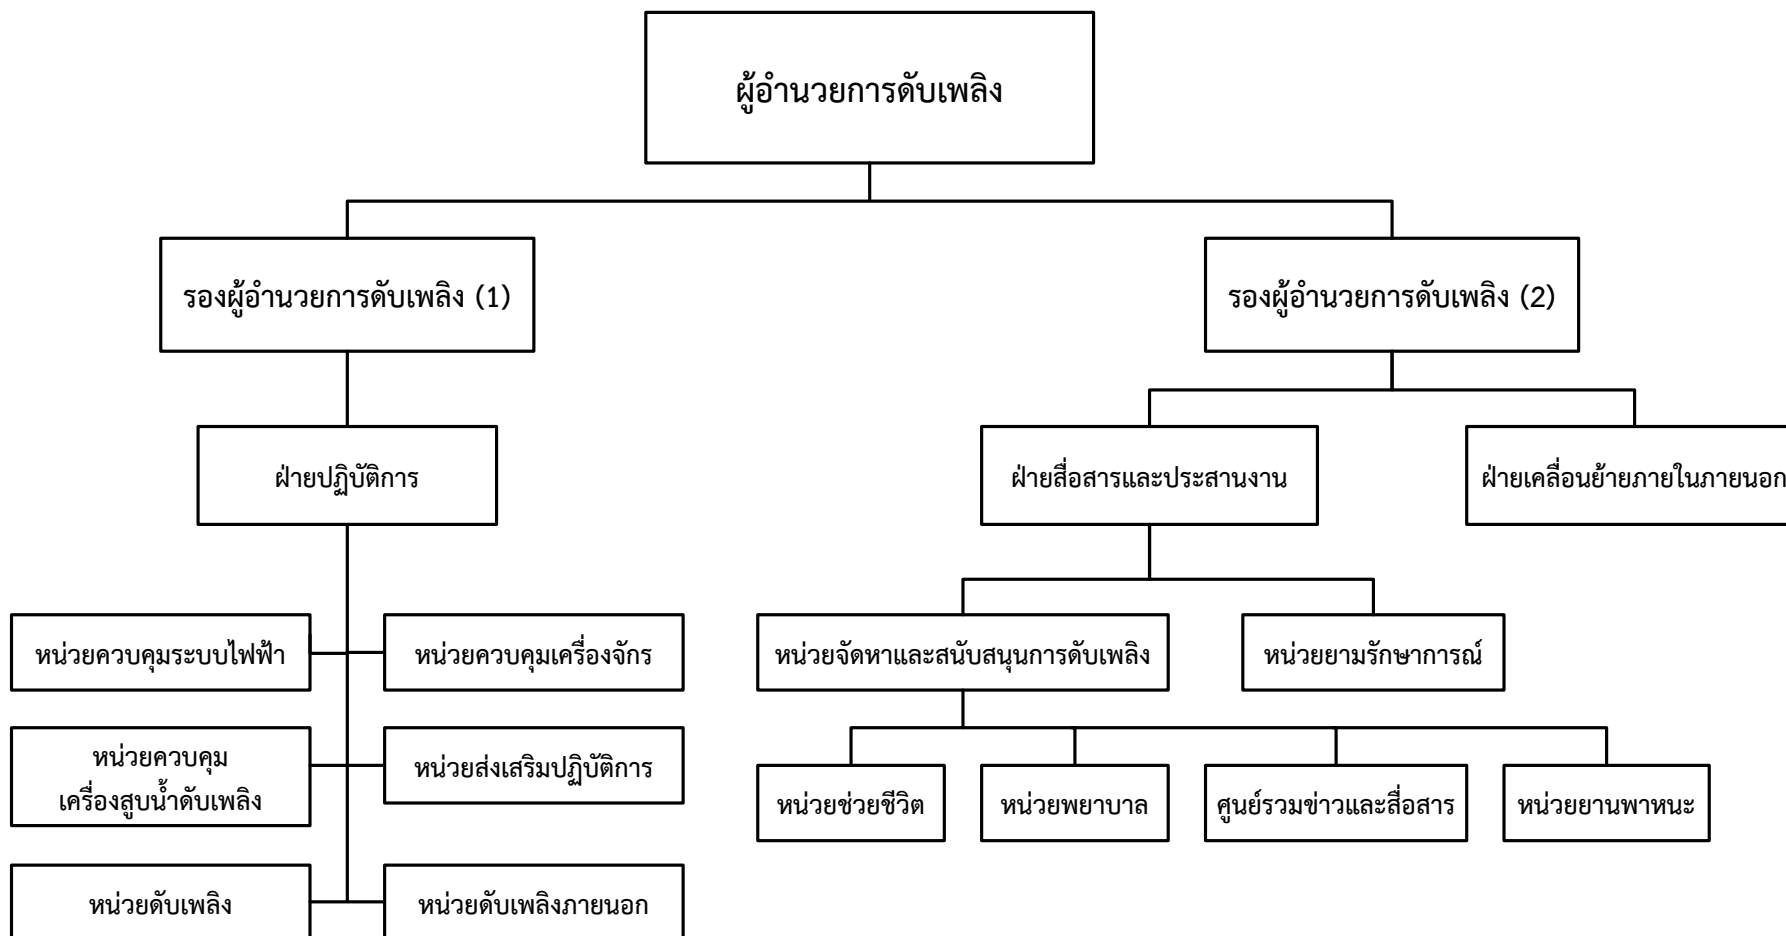 ผู้อำนวยการดับเพลิง
รองผู้อำนวยการดับเพลิง (1)
รองผู้อำนวยการดับเพลิง (2)
ฝ่ายปฏิบัติการ
ฝ่ายสื่อสารและประสานงาน
ฝ่ายเคลื่อนย้ายภายในภายนอก
หน่วยควบคุมระบบไฟฟ้า
หน่วยควบคุมเครื่องจักร
หน่วยจัดหาและสนับสนุนการดับเพลิง
หน่วยยามรักษาการณ์
หน่วยควบคุม
เครื่องสูบน้ำดับเพลิง
หน่วยส่งเสริมปฏิบัติการ
หน่วยช่วยชีวิต
หน่วยพยาบาล
ศูนย์รวมข่าวและสื่อสาร
หน่วยยานพาหนะ
หน่วยดับเพลิง
หน่วยดับเพลิงภายนอก